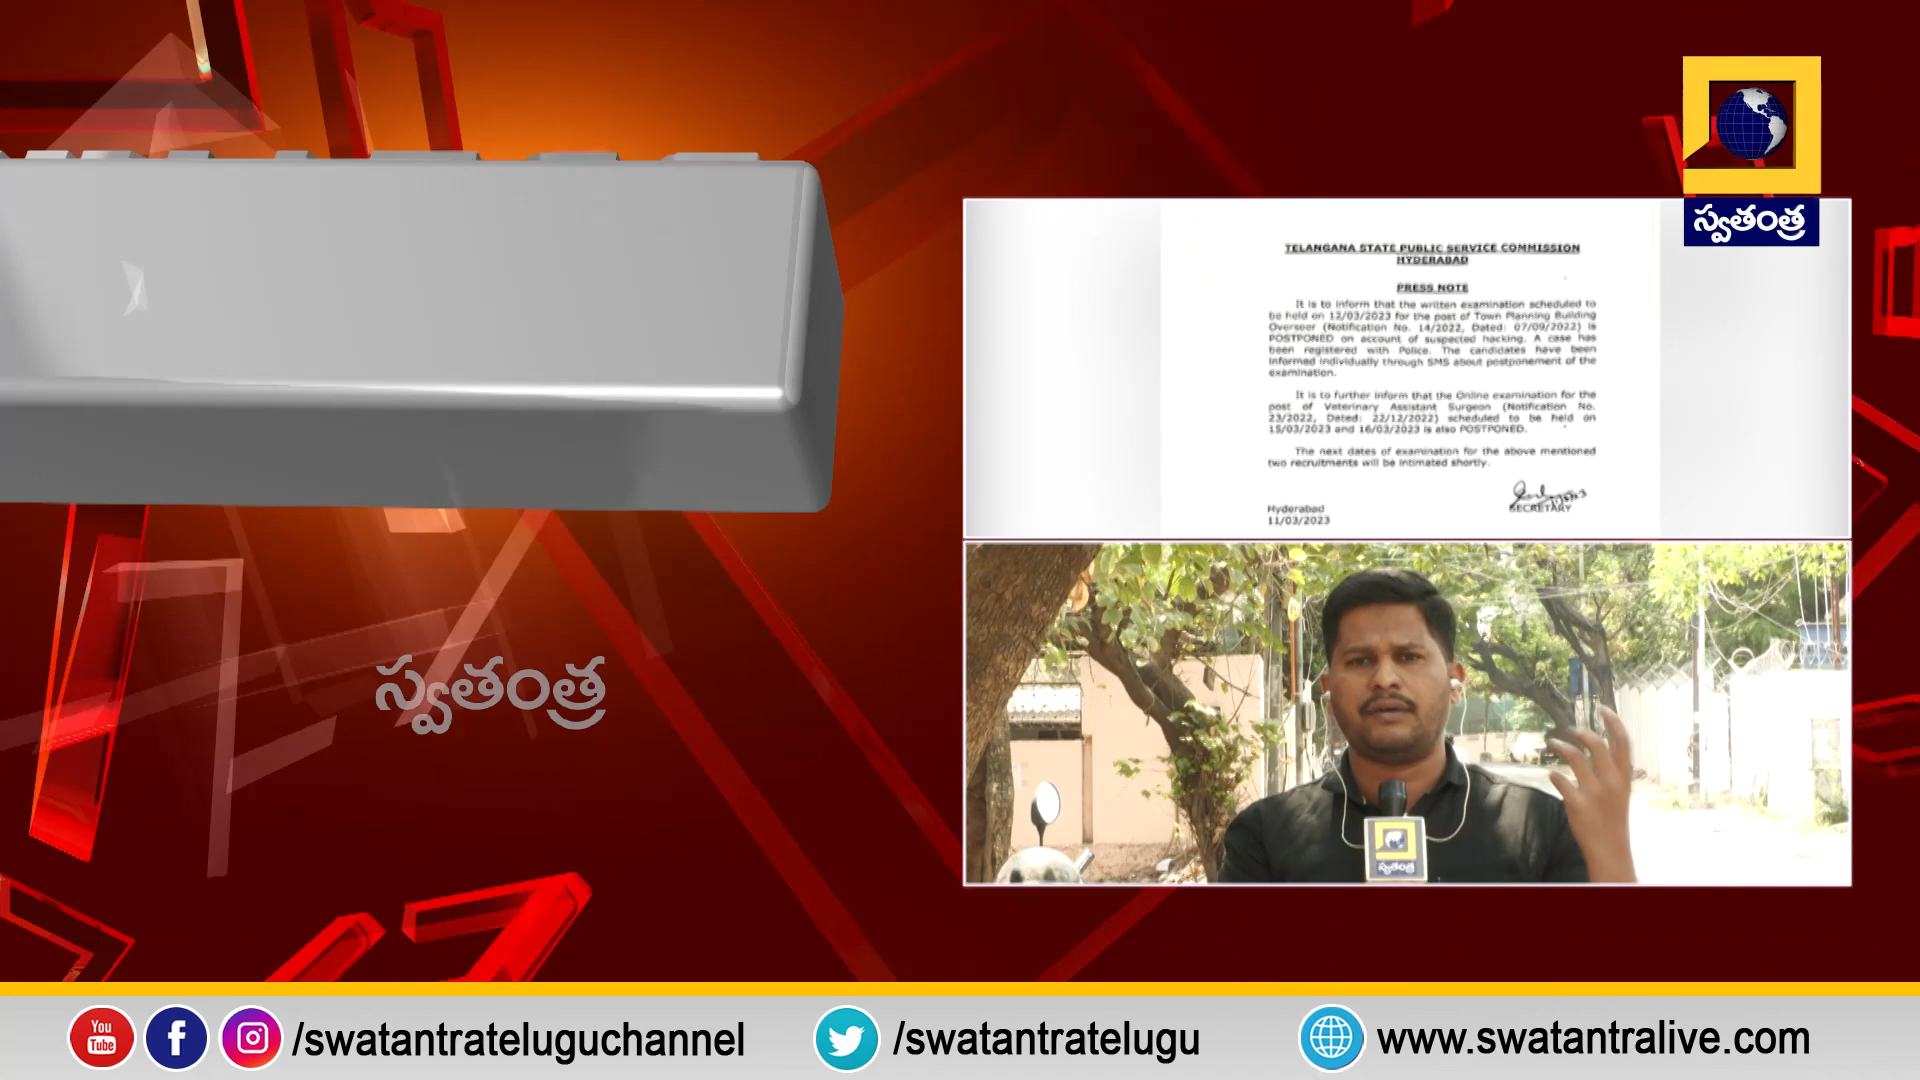 స్వతంత్ర
TELANGANA STATE PUBLIC SERVICE COMMISSION
HYDERABAD
PRESS NOTE
It is to inform that the written examination scheduled to
be held on 12/03/2023 for the post of Town Planning Building
Overseer (Notification No. 14/2022, Dated: 07/09/2022) is
POSTPONED on account of suspected hacking. A case has
been registered with Police. The candidates have been
informed individually through SMS about postponement of the
examination.
It is to further inform that the Online examination for the
post of Veterinary Assistant Surgeon (Notification No.
23/2022, Dated: 22/12/2022) scheduled to be held on
15/03/2023 and 16/03/2023 is also POSTPONED.
The next dates of examination for the above mentioned
two recruitments will be intimated shortly.
SECRETARY
Hyderabad
11/03/2023
స్వతంత్ర
స్వతంత్ర
You
Tube
/swatantrateluguchannel
/swatantratelugu
www.swatantralive.com